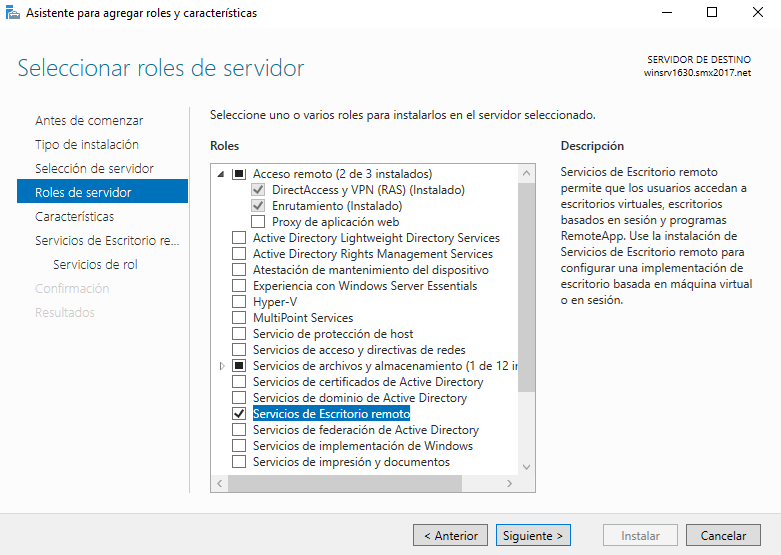 Asistente para agregar roles y características
Seleccionar roles de servidor
SERVIDOR DE DESTINO
winsrv1630.smx2017.net
Antes de comenzar
Tipo de instalación
Selección de servidor
Roles de servidor
Características
Servicios de Escritorio re...
Servicios de rol
Confirmación
Resultados
Seleccione uno o varios roles para instalarlos en el servidor seleccionado.
Roles
Acceso remoto (2 de 3 instalados)
DirectAccess y VPN (RAS) (Instalado)
Enrutamiento (Instalado)
Proxy de aplicación web
Active Directory Lightweight Directory Services
Active Directory Rights Management Services
Atestación de mantenimiento del dispositivo
Experiencia con Windows Server Essentials
Hyper-V
MultiPoint Services
Servicio de protección de host
Servicios de acceso y directivas de redes
Servicios de archivos y almacenamiento (1 de 12 in
Servicios de certificados de Active Directory
Servicios de dominio de Active Directory
Servicios de Escritorio remoto
Servicios de federación de Active Directory
Servicios de implementación de Windows
Servicios de impresión y documentos
Descripción
Servicios de Escritorio remoto
permite que los usuarios accedan a
escritorios virtuales, escritorios
basados en sesión y programas
RemoteApp. Use la instalación de
Servicios de Escritorio remoto para
configurar una implementación de
escritorio basada en máquina virtual
o en sesión.
< Anterior
Siguiente >
Instalar
Cancelar